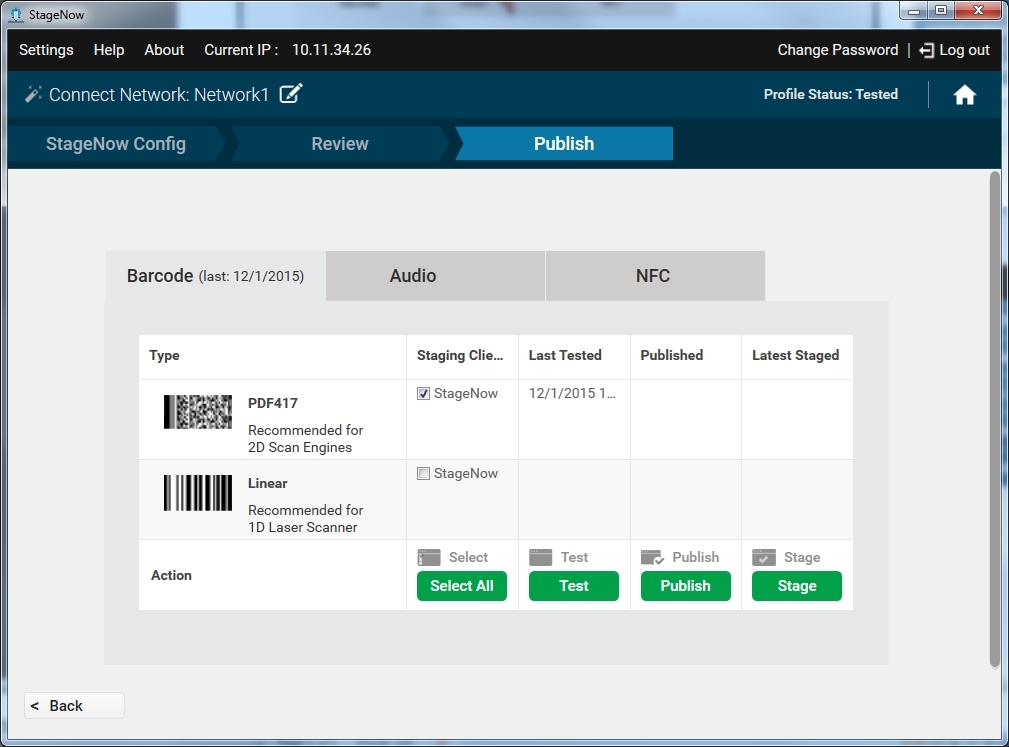 StageNow
Settings Help About Current IP : 10.11.34.26 Change Password | Log out
Connect Network: Network1 Profile Status: Tested
StageNow Config Review Publish
Barcode (last: 12/1/2015) Audio NFC
Type Staging Clie... Last Tested Published Latest Staged
PDF417 StageNow 12/1/2015 1...
Recommended for
2D Scan Engines
Linear StageNow
Recommended for
1D Laser Scanner
Select Test Publish Stage
Action Select All Test Publish Stage
< Back